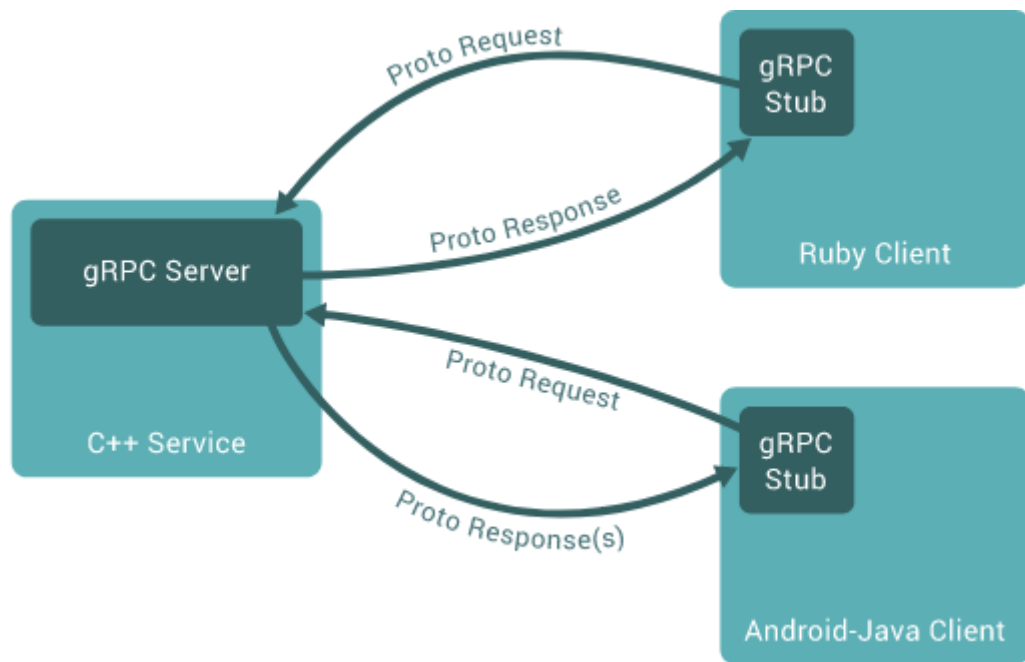 Proto Request
gRPC
Stub
Proto Response
Ruby Client
gRPC Server
C++ Service
Proto Request
gRPC
Stub
Proto Response(s)
Android-Java Client